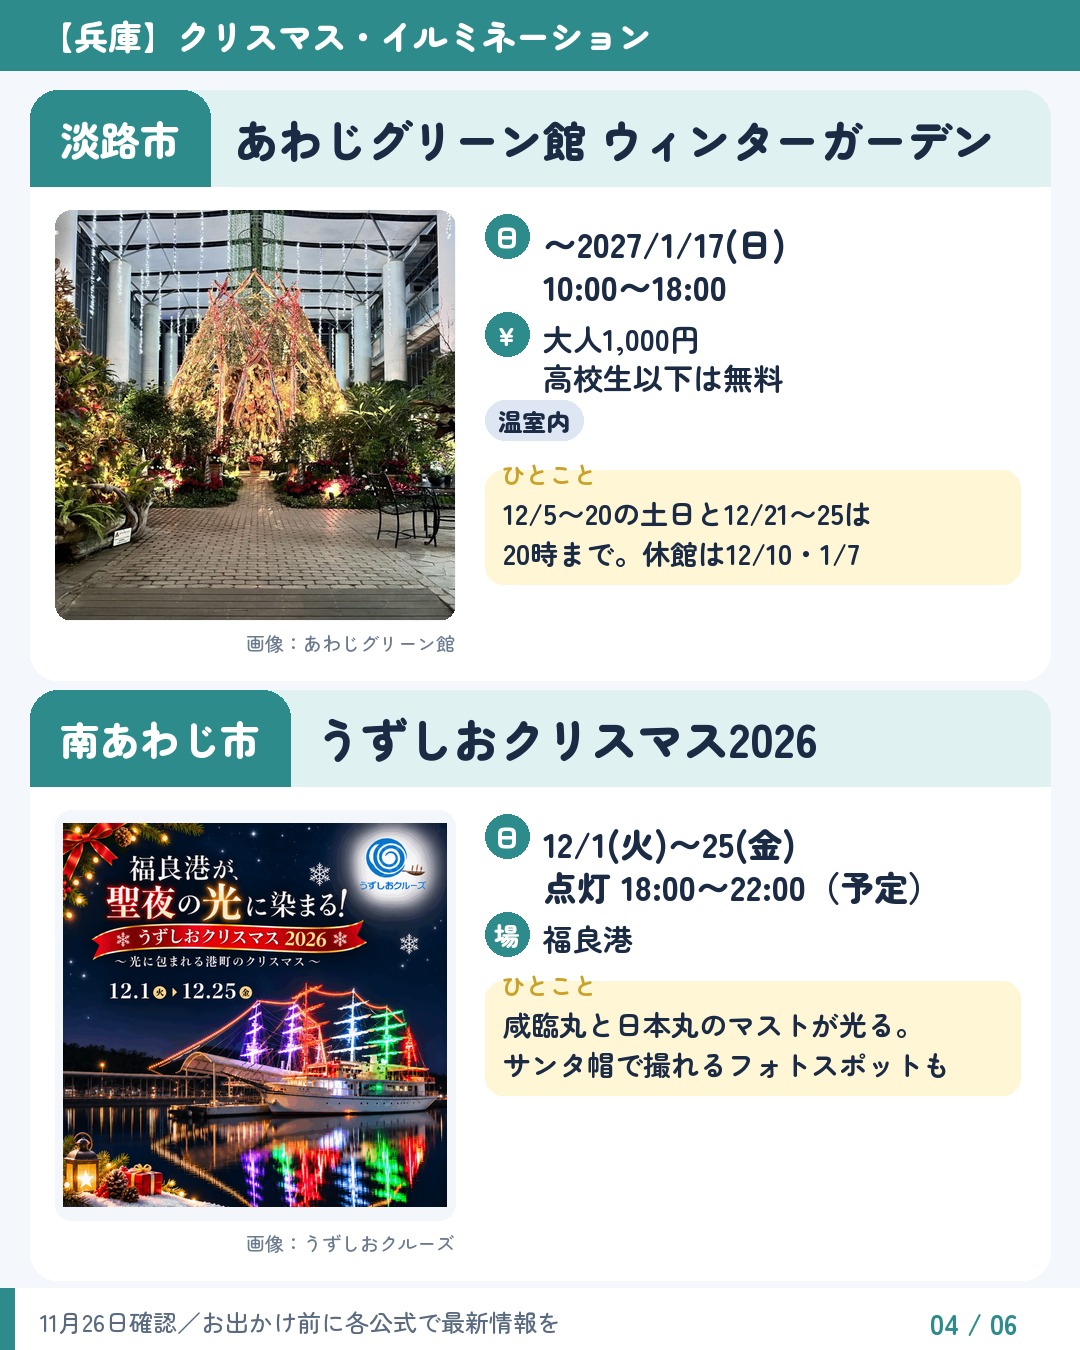 【兵庫】クリスマス・イルミネーション
淡路市
あわじグリーン館 ウィンターガーデン
日
〜2027/1/17(日)
10:00〜18:00
¥
大人1,000円
高校生以下は無料
温室内
ひとこと
12/5〜20の土日と12/21〜25は
20時まで。休館は12/10・1/7
画像：あわじグリーン館
南あわじ市
うずしおクリスマス2026
福良港が、
聖夜の光に染まる!
うずしおクルーズ
うずしおクリスマス 2026
〜光に包まれる港町のクリスマス〜
12.1火 12.25金
日
12/1(火)〜25(金)
点灯 18:00〜22:00（予定）
場
福良港
ひとこと
咸臨丸と日本丸のマストが光る。
サンタ帽で撮れるフォトスポットも
画像：うずしおクルーズ
11月26日確認／お出かけ前に各公式で最新情報を
04 / 06